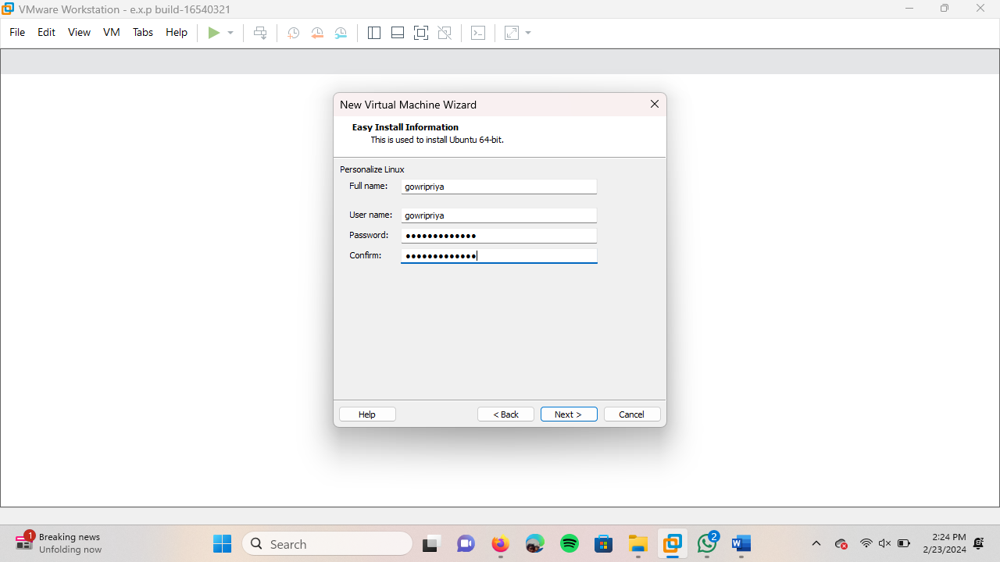 VMware Workstation - e.x.p build-16540321
File Edit View VM Tabs Help
New Virtual Machine Wizard
Easy Install Information
This is used to install Ubuntu 64-bit.
Personalize Linux
Full name: gowripriya
User name: gowripriya
Password: ●●●●●●●●●●●●●
Confirm: ●●●●●●●●●●●●●
Help < Back Next > Cancel
1 Breaking news
Unfolding now
Search
2
2:24 PM
2/23/2024